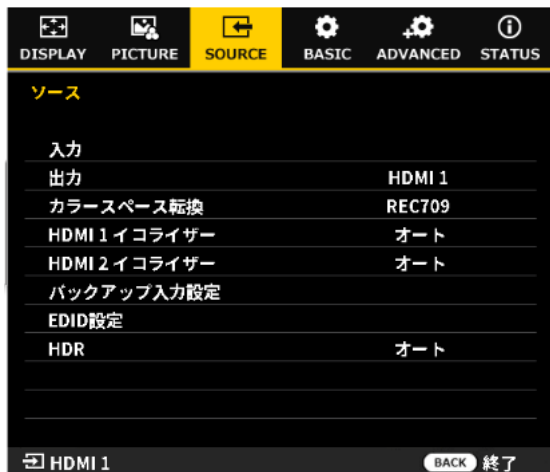 DISPLAY PICTURE SOURCE BASIC ADVANCED STATUS
ソース
入力
出力 HDMI 1
カラースペース転換 REC709
HDMI 1 イコライザー オート
HDMI 2 イコライザー オート
バックアップ入力設定
EDID設定
HDR オート
HDMI 1 BACK 終了